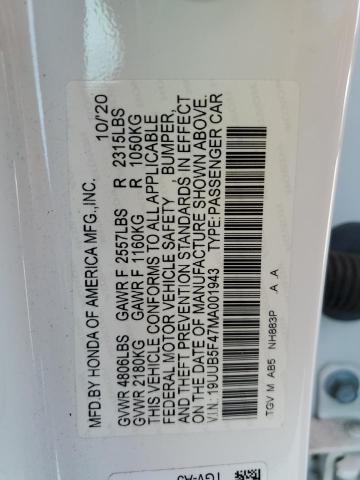 MFD.BY HONDA OF AMERICA MFG.,INC. 10/20
GVWR 4806LBS GAWR F 2557LBS R 2315LBS
GVWR 2180KG GAWR F 1160KG R 1050KG
THIS VEHICLE CONFORMS TO ALL APPLICABLE
FEDERAL MOTOR VEHICLE SAFETY BUMPER,
AND THEFT PREVENTION STANDARDS IN EFFECT
ON THE DATE OF MANUFACTURE SHOWN ABOVE.
V.I.N: 19UUB5F47MA001943 TYPE:PASSENGER CAR
TGV M AB5 NH883P A A
TGV-A5